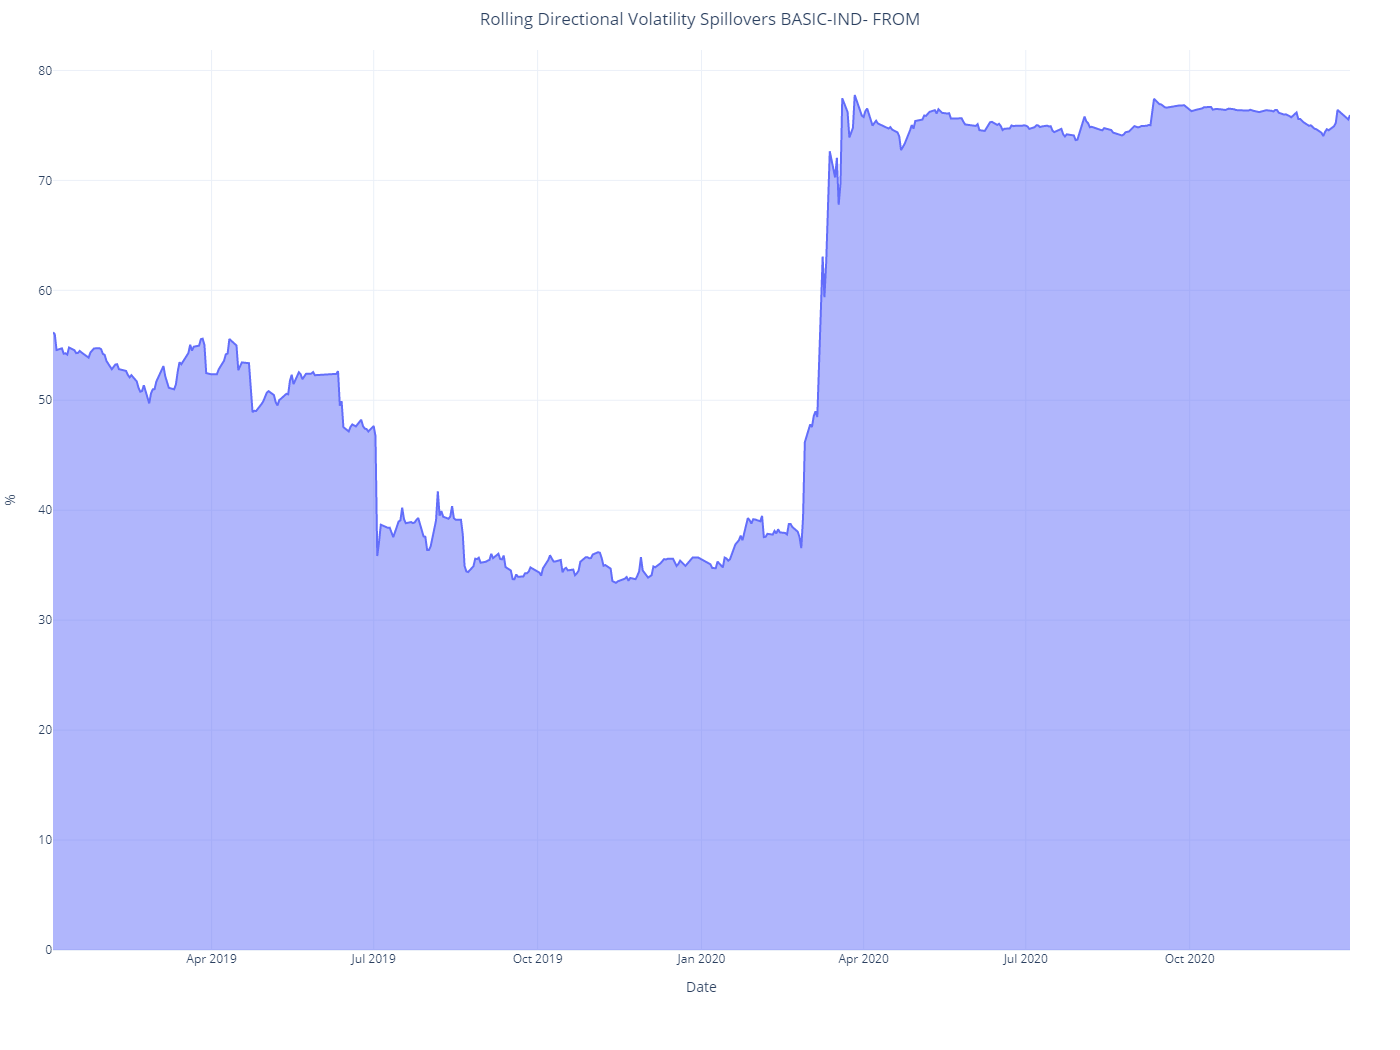 Rolling Directional Volatility Spillovers BASIC-IND- FROM
80
70
60
50
40
30
20
10
0
%
Apr 2019
Jul 2019
Oct 2019
Jan 2020
Apr 2020
Jul 2020
Oct 2020
Date